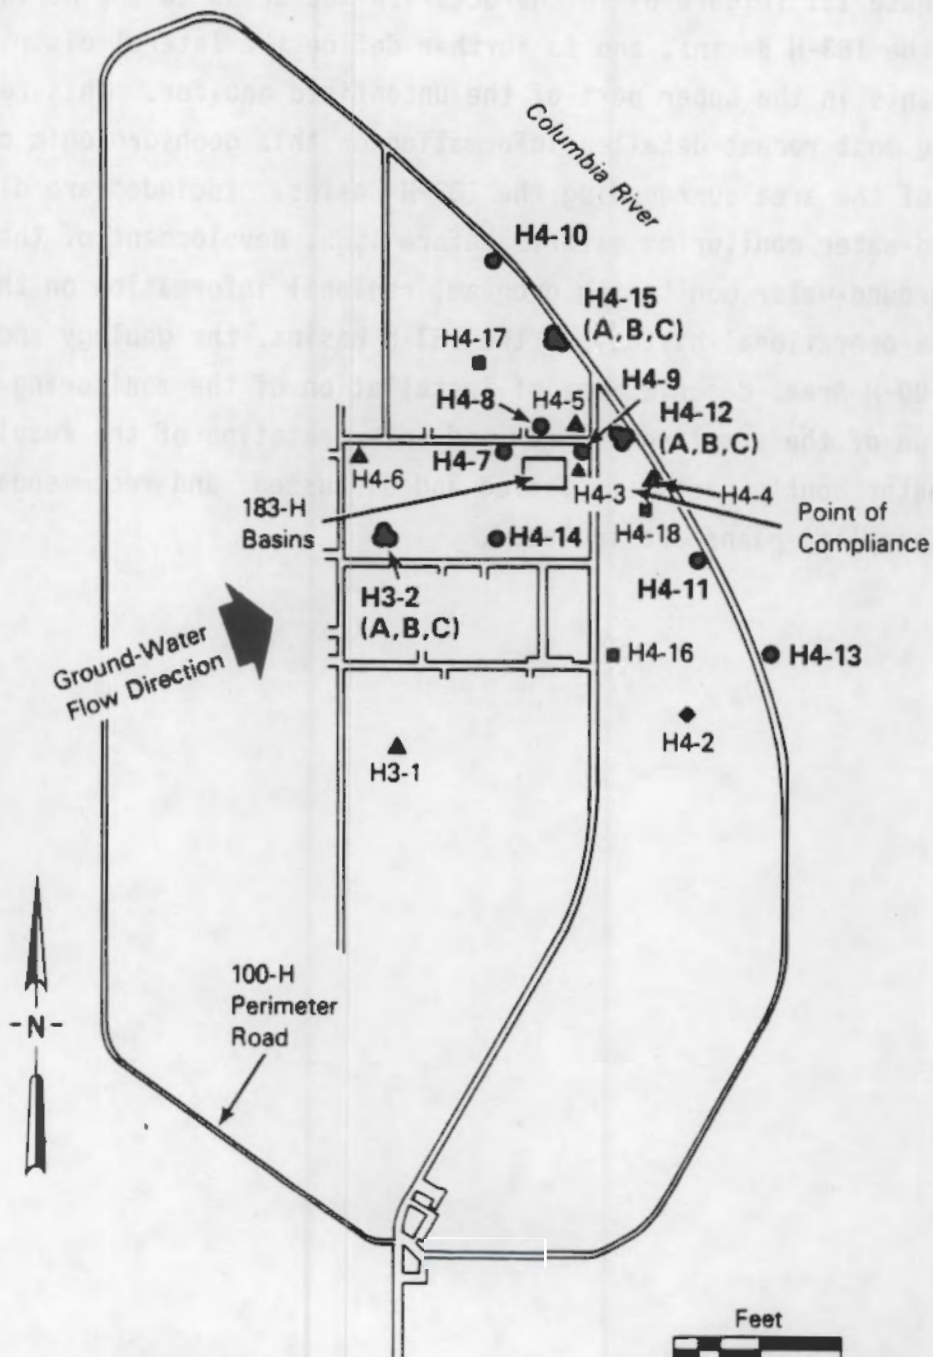 Columbia River
H4-10
H4-15
(A,B,C)
H4-17
H4-9
H4-8
H4-5
H4-12
(A,B,C)
H4-6
H4-7
H4-3
H4-4
183-H
Basins
H4-18
Point of
Compliance
H4-14
H4-11
H3-2
(A,B,C)
Ground-Water
Flow Direction
H4-16
H4-13
H4-2
H3-1
100-H
Perimeter
Road
-N-
Feet